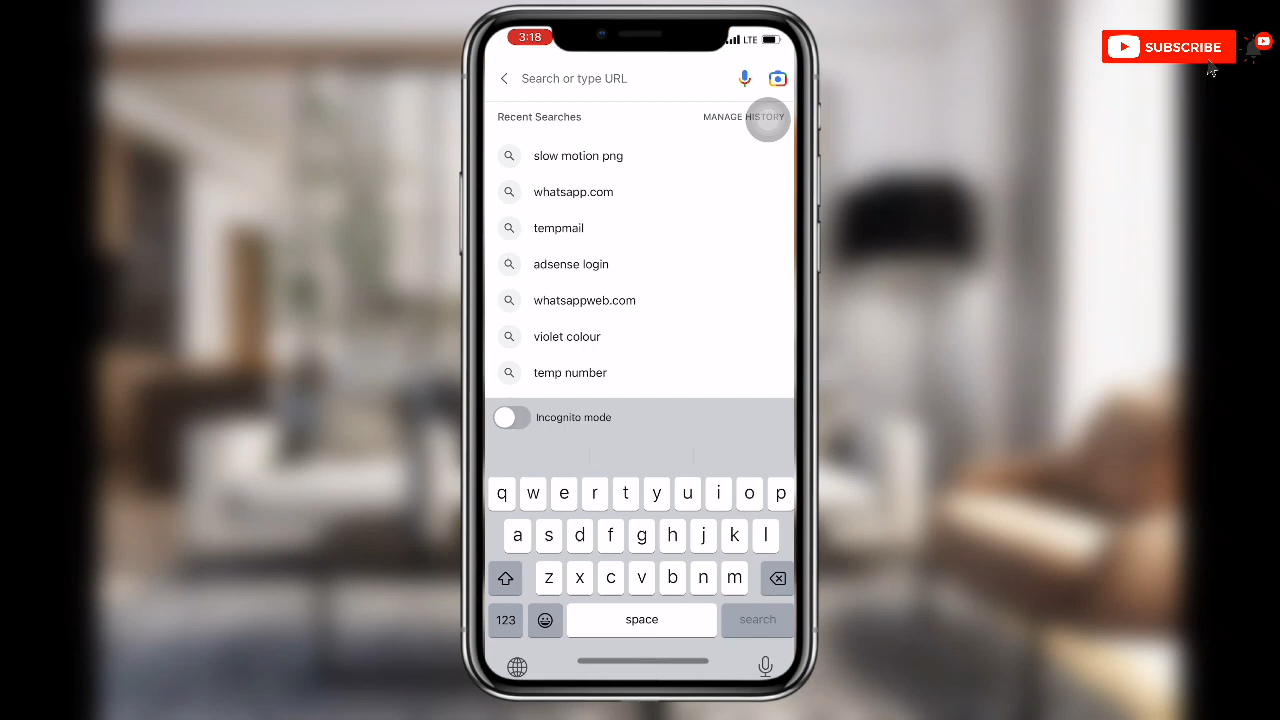 SUBSCRIBE
3:18
LTE
Search or type URL
Recent Searches
MANAGE HISTORY
slow motion png
whatsapp.com
tempmail
adsense login
whatsappweb.com
violet colour
temp number
Incognito mode
q w e r t y u i o p
a s d f g h j k l
z x c v b n m
123 space search